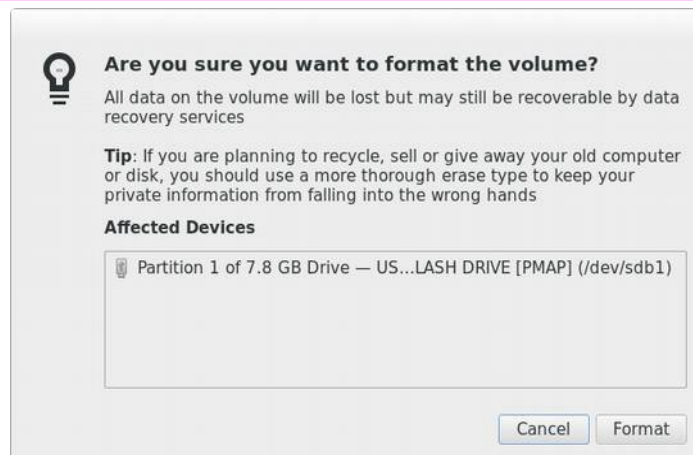 Are you sure you want to format the volume?
All data on the volume will be lost but may still be recoverable by data
recovery services
Tip: If you are planning to recycle, sell or give away your old computer
or disk, you should use a more thorough erase type to keep your
private information from falling into the wrong hands
Affected Devices
Partition 1 of 7.8 GB Drive — US...LASH DRIVE [PMAP] (/dev/sdb1)
Cancel Format